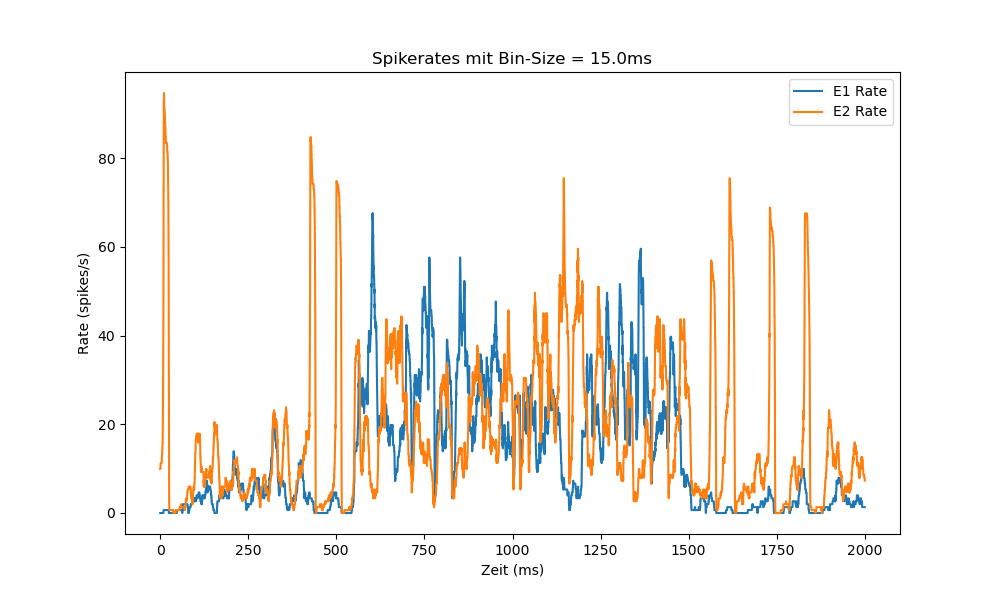 Spikerates mit Bin-Size = 15.0ms
E1 Rate
E2 Rate
Rate (spikes/s)
80
60
40
20
0
0 250 500 750 1000 1250 1500 1750 2000
Zeit (ms)